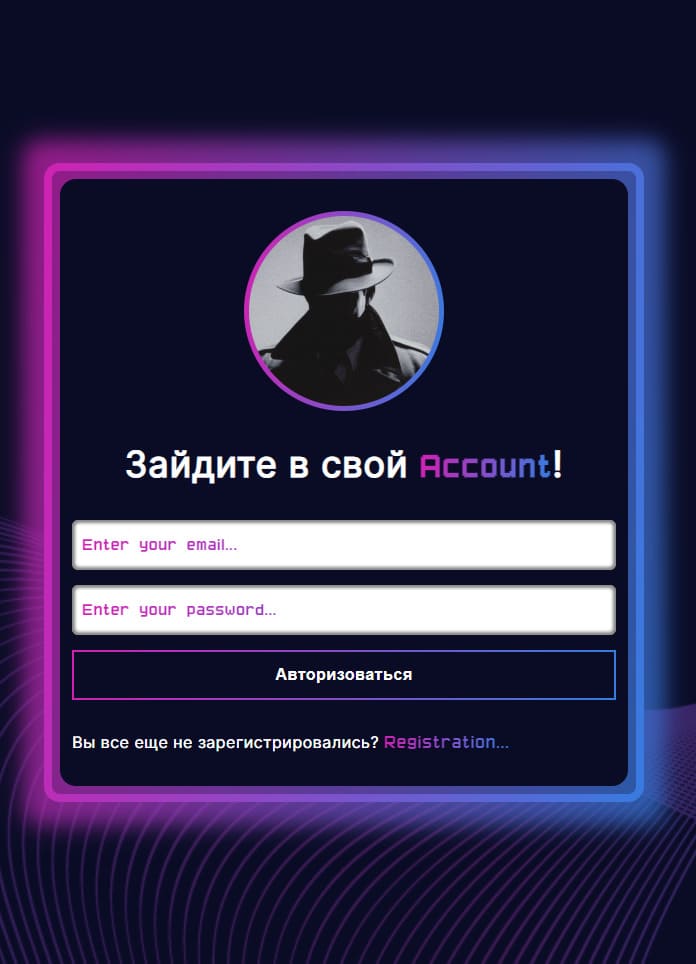 Зайдите в свой Account!
Enter your email...
Enter your password...
Авторизоваться
Вы все еще не зарегистрировались? Registration...